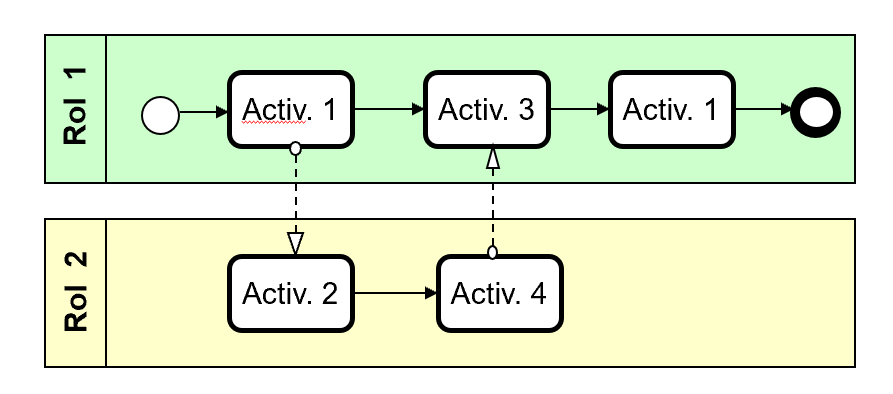 Rol 1
Activ. 1
Activ. 3
Activ. 1
Rol 2
Activ. 2
Activ. 4